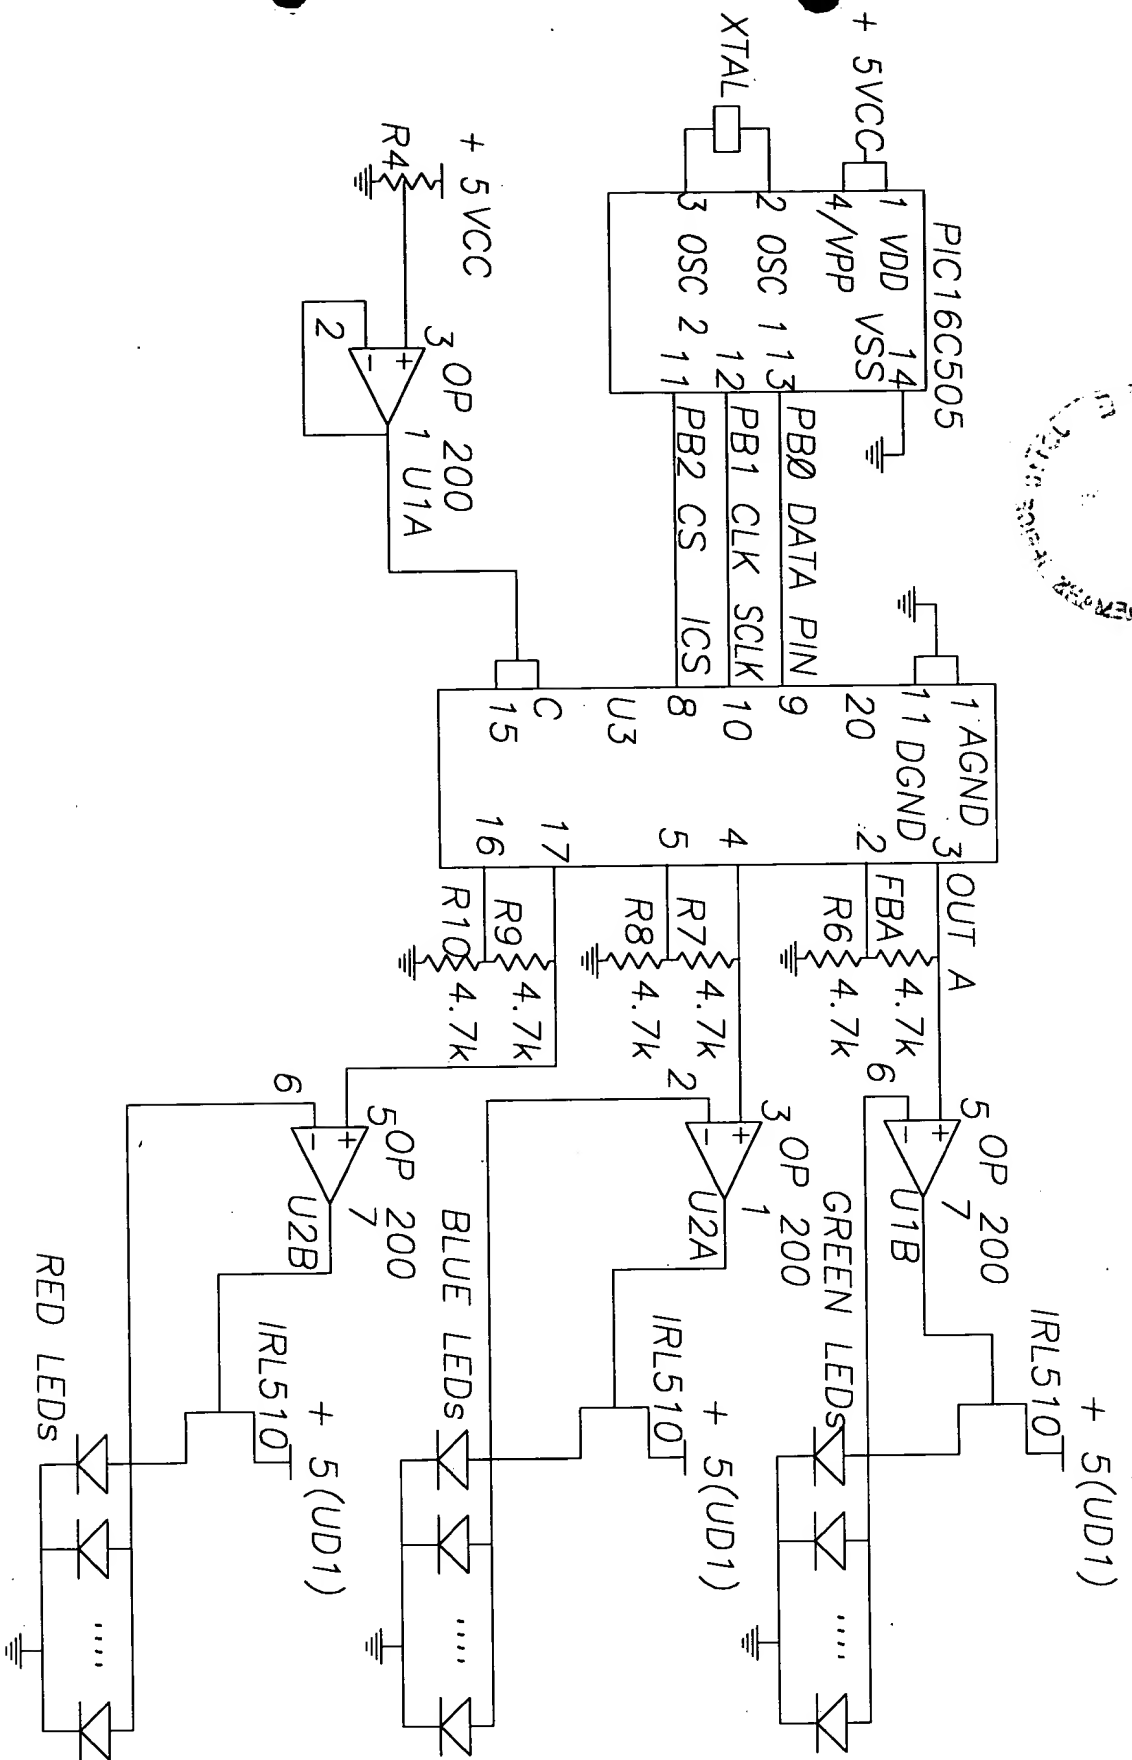 PIC16C505
+ 5VCC
1 VDD
4/VPP
VSS
14
XTAL
2 OSC 1
3 OSC 2
13
12
11
PBØ DATA PIN
PB1 CLK SCLK
PB2 CS ICS
+ 5VCC
R4
3
2
OP 200
1 U1A
1 AGND
11 DGND
20
9
10
8
U3
C
15
3
2
4
5
17
16
OUT A
FBA
R6
4.7k
4.7k
R7
R8
4.7k
4.7k
R9
R10
4.7k
4.7k
+
-
5
6
OP 200
7
U1B
IRL510
+ 5(UD1)
GREEN LEDs
....
+
-
3
2
OP 200
1
U2A
IRL510
+ 5(UD1)
BLUE LEDs
....
+
-
5
6
OP 200
7
U2B
IRL510
+ 5(UD1)
RED LEDs
....